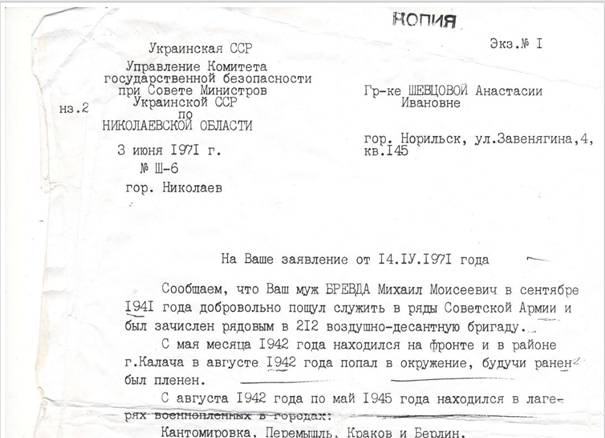 КОПИЯ
Экз.№ I
Украинская ССР
Управление Комитета
государственной безопасности
при Совете Министров
Украинской ССР
по
НИКОЛАЕВСКОЙ ОБЛАСТИ
нз.2
3 июня 1971 г.
№ Ш-6
гор. Николаев
Гр-ке ШЕВЦОВОЙ Анастасии
Ивановне
гор. Норильск, ул.Завенягина,4,
кв.I45
На Ваше заявление от I4.IУ.I97I года
Сообщаем, что Ваш муж БРЕВДА Михаил Моисеевич в сентябре
I94I года добровольно пощул служить в ряды Советской Армии и
был зачислен рядовым в 2I2 воздушно-десантную бригаду.
С мая месяца I942 года находился на фронте и в районе
г.Калача в августе I942 года попал в окружение, будучи ранен
был пленен.
С августа I942 года по май I945 года находился в лаге-
рях военнопленных в городах:
Кантомировка, Перемышль, Краков и Берлин.